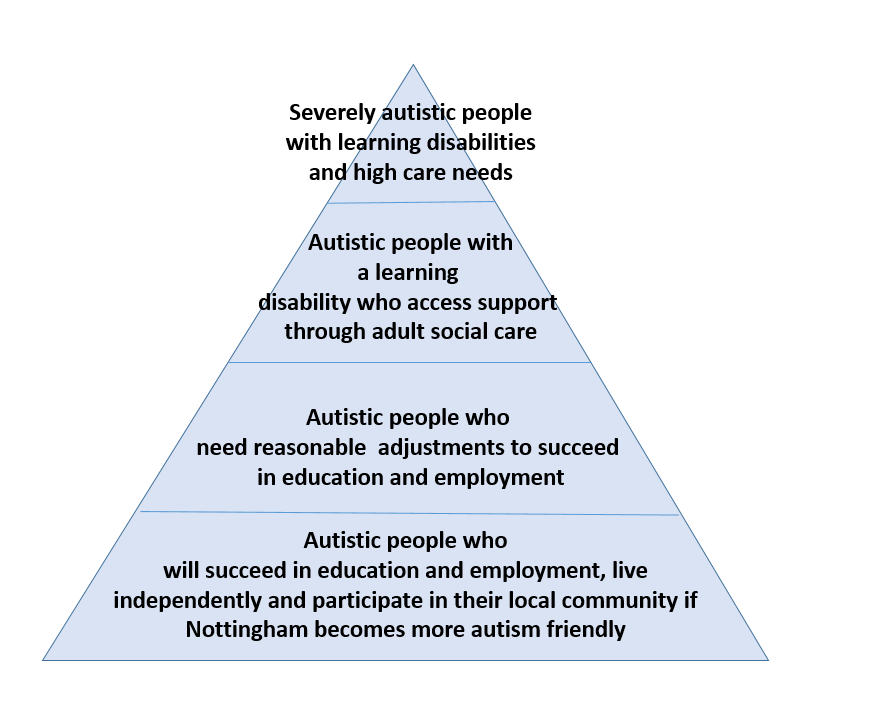 Severely autistic people
with learning disabilities
and high care needs
Autistic people with
a learning
disability who access support
through adult social care
Autistic people who
need reasonable  adjustments to succeed
in education and employment
Autistic people who
will succeed in education and employment, live
independently and participate in their local community if
Nottingham becomes more autism friendly